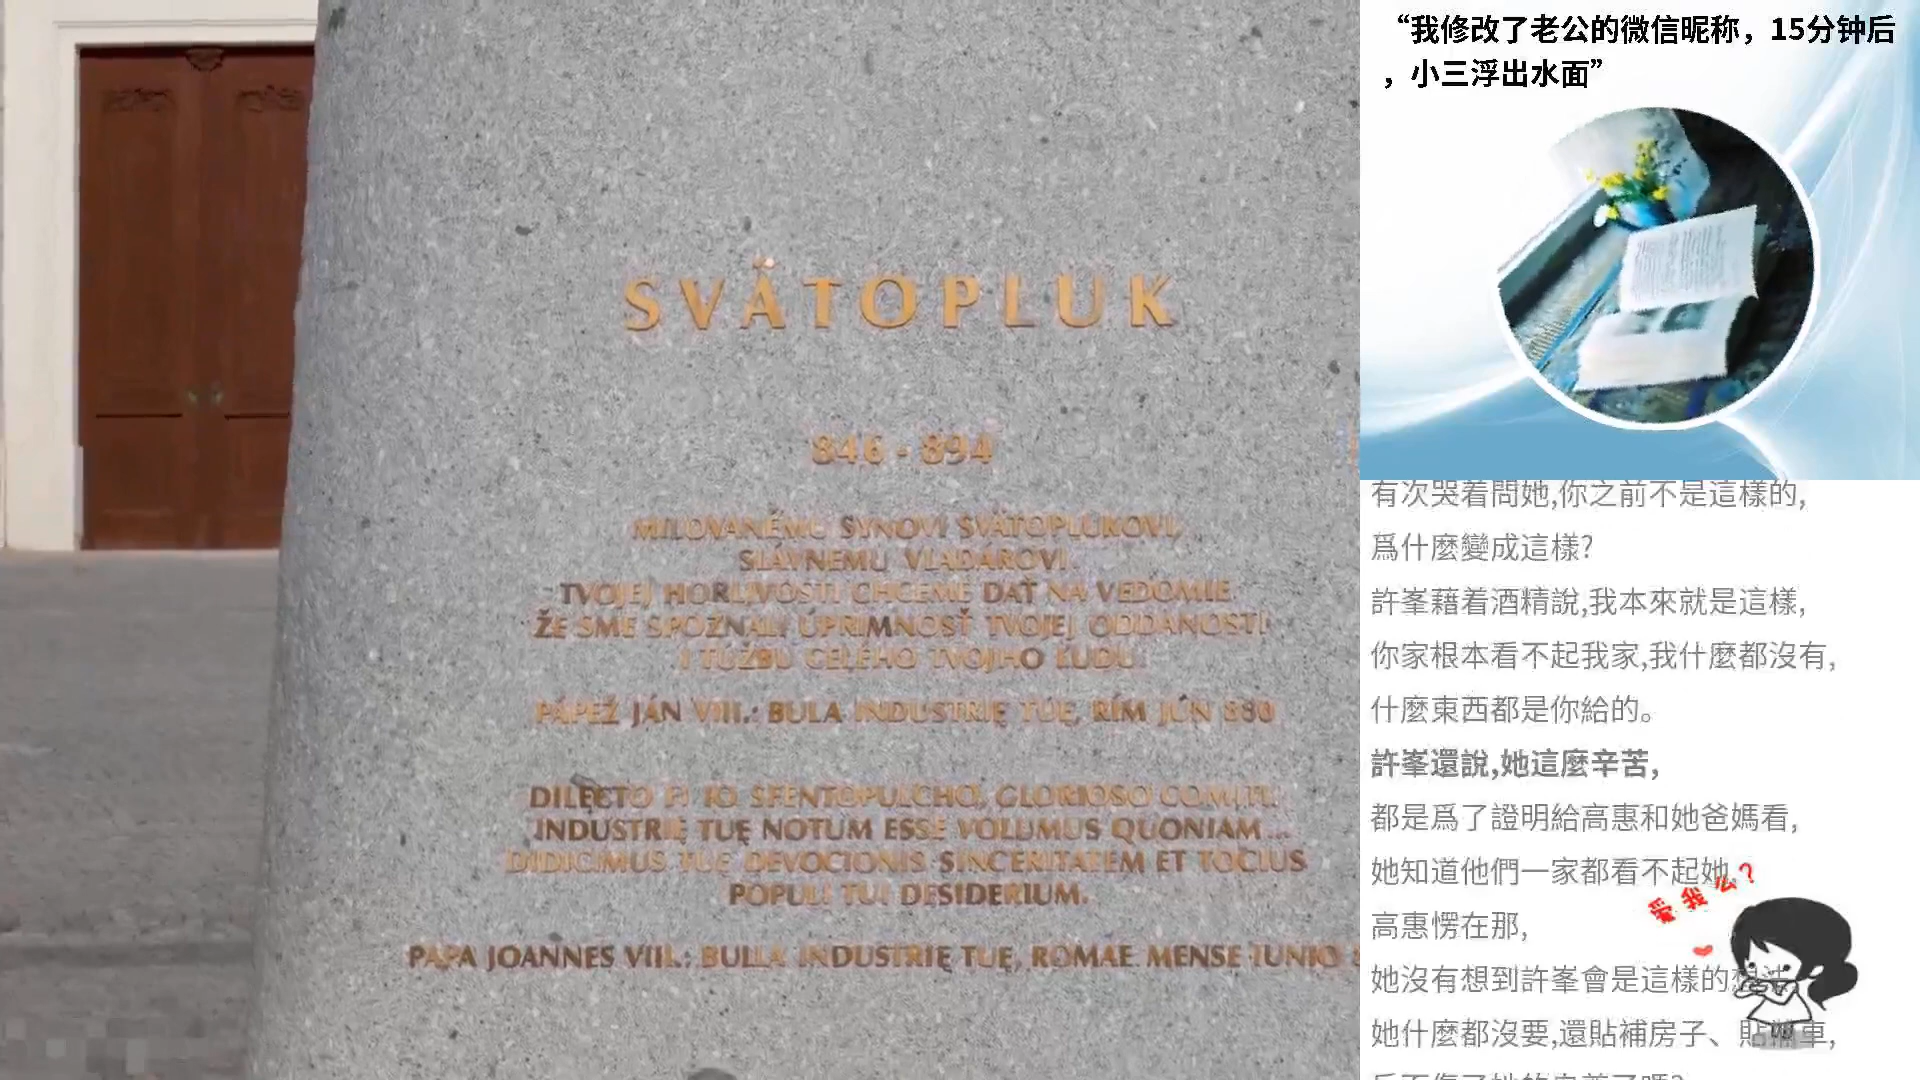 SVÄTOPLUK
846 - 894
MILOVANÉMU SYNOVI SVÄTOPLUKOVI,
SLÁVNEMU VLADÁROVI.
TVOJEJ HORLIVOSTI CHCEME DAŤ NA VEDOMIE,
ŽE SME SPOZNALI ÚPRIMNOSŤ TVOJEJ ODDANOSTI
I TÚŽBU CELÉHO TVOJHO ĽUDU.
PÁPEŽ JÁN VIII.: BULA INDUSTRIĘ TUĘ, RÍM JÚN 880
DILĘCTO FILIO SFENTOPULCHO, GLORIOSO COMITI.
INDUSTRIĘ TUĘ NOTUM ESSE VOLUMUS QUONIAM...
DIDICIMUS TUĘ DEVOCIONIS SINCERITATEM ET TOCIUS
POPULI TUI DESIDERIUM.
PAPA JOANNES VIII.: BULLA INDUSTRIĘ TUĘ, ROMAE MENSE IUNIO
“我修改了老公的微信昵称，15分钟后
，小三浮出水面”
有次哭着問她,你之前不是這樣的,
爲什麼變成這樣?
許峯藉着酒精說,我本來就是這樣,
你家根本看不起我家,我什麼都沒有,
什麼東西都是你給的。
許峯還說,她這麼辛苦,
都是爲了證明給高惠和她爸媽看,
她知道他們一家都看不起她,
愛我么?
高惠愣在那,
她沒有想到許峯會是這樣的想法,
她什麼都沒要,還貼補房子、貼補車,